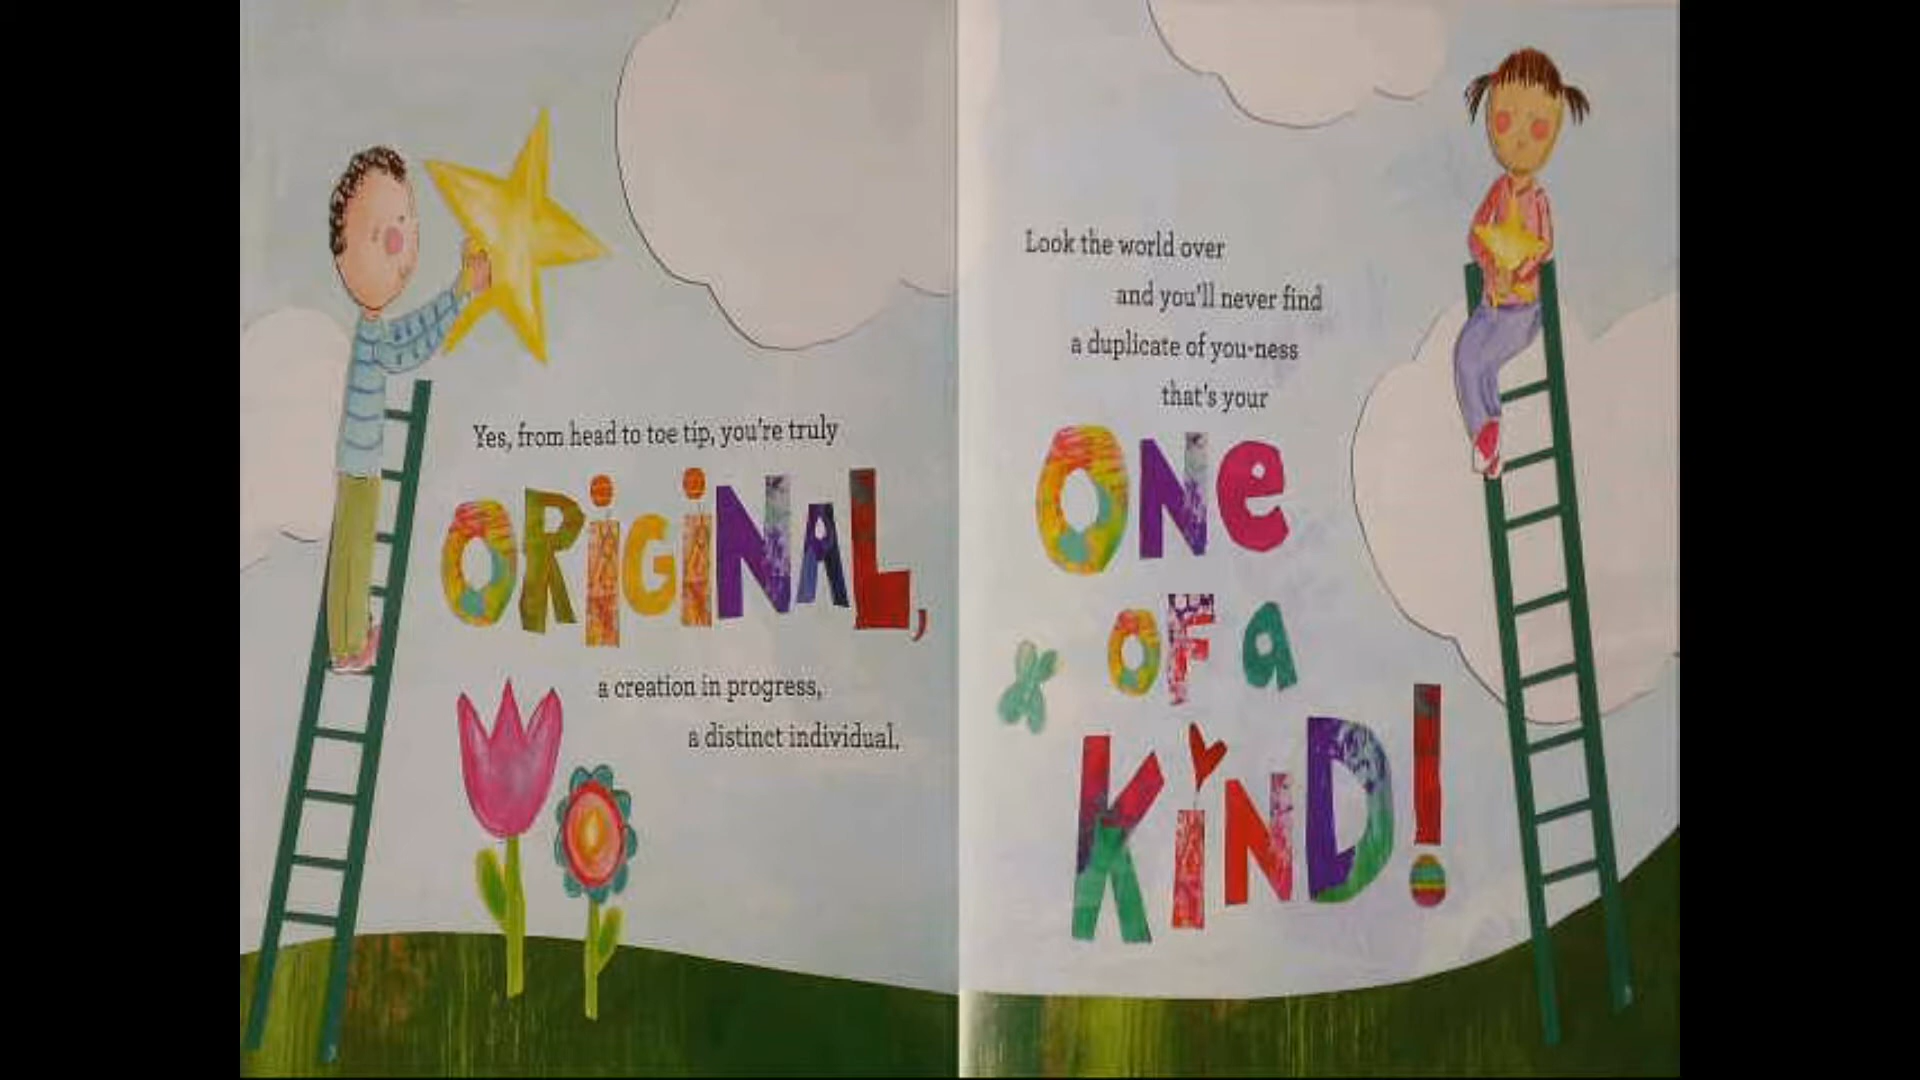 Yes, from head to toe tip, you're truly
ORiGiNAL,
a creation in progress,
a distinct individual.
Look the world over
and you'll never find
a duplicate of you-ness
that's your
ONe
OF a
KiND!